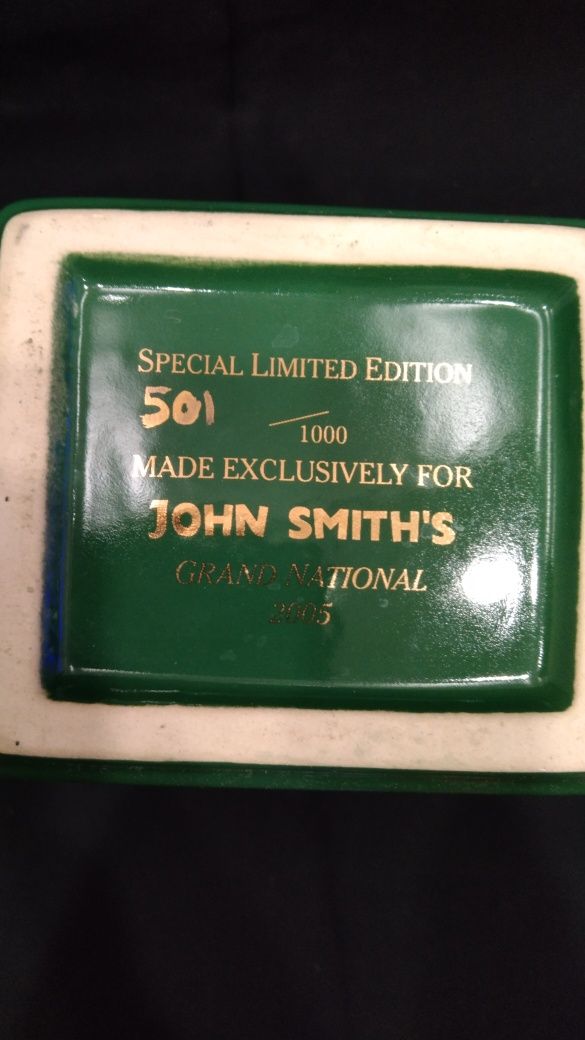 SPECIAL LIMITED EDITION
501
/1000
MADE EXCLUSIVELY FOR
JOHN SMITH'S
GRAND NATIONAL
2005